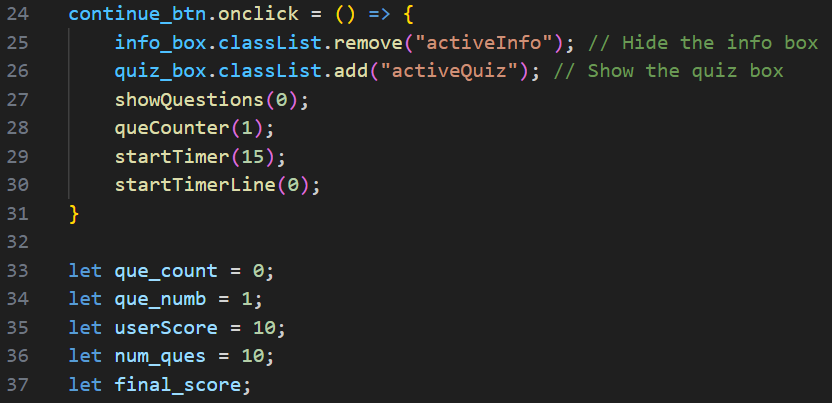 24 continue_btn.onclick = () => {
25     info_box.classList.remove("activeInfo"); // Hide the info box
26     quiz_box.classList.add("activeQuiz"); // Show the quiz box
27     showQuestions(0);
28     queCounter(1);
29     startTimer(15);
30     startTimerLine(0);
31 }
32
33 let que_count = 0;
34 let que_numb = 1;
35 let userScore = 10;
36 let num_ques = 10;
37 let final_score;